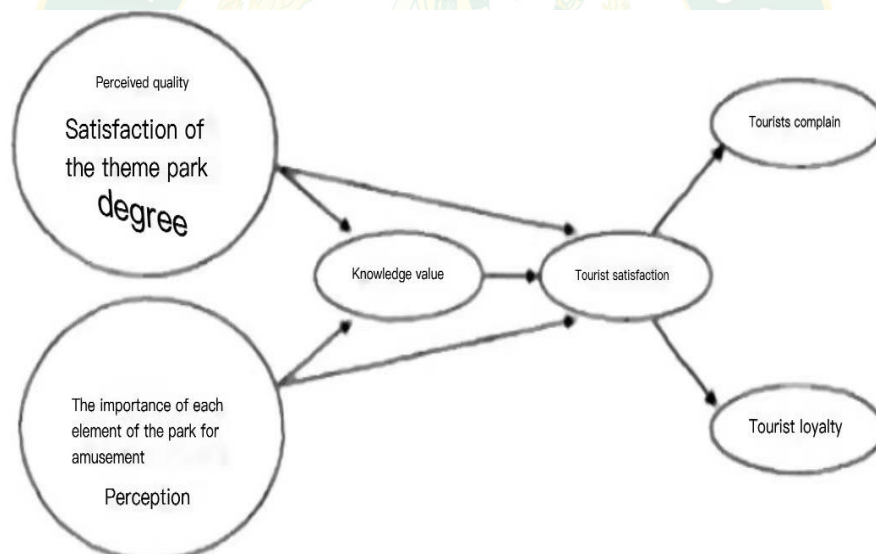 Perceived quality
Satisfaction of
the theme park
degree
Tourists complain
Knowledge value
Tourist satisfaction
The importance of each
element of the park for
amusement
Perception
Tourist loyalty